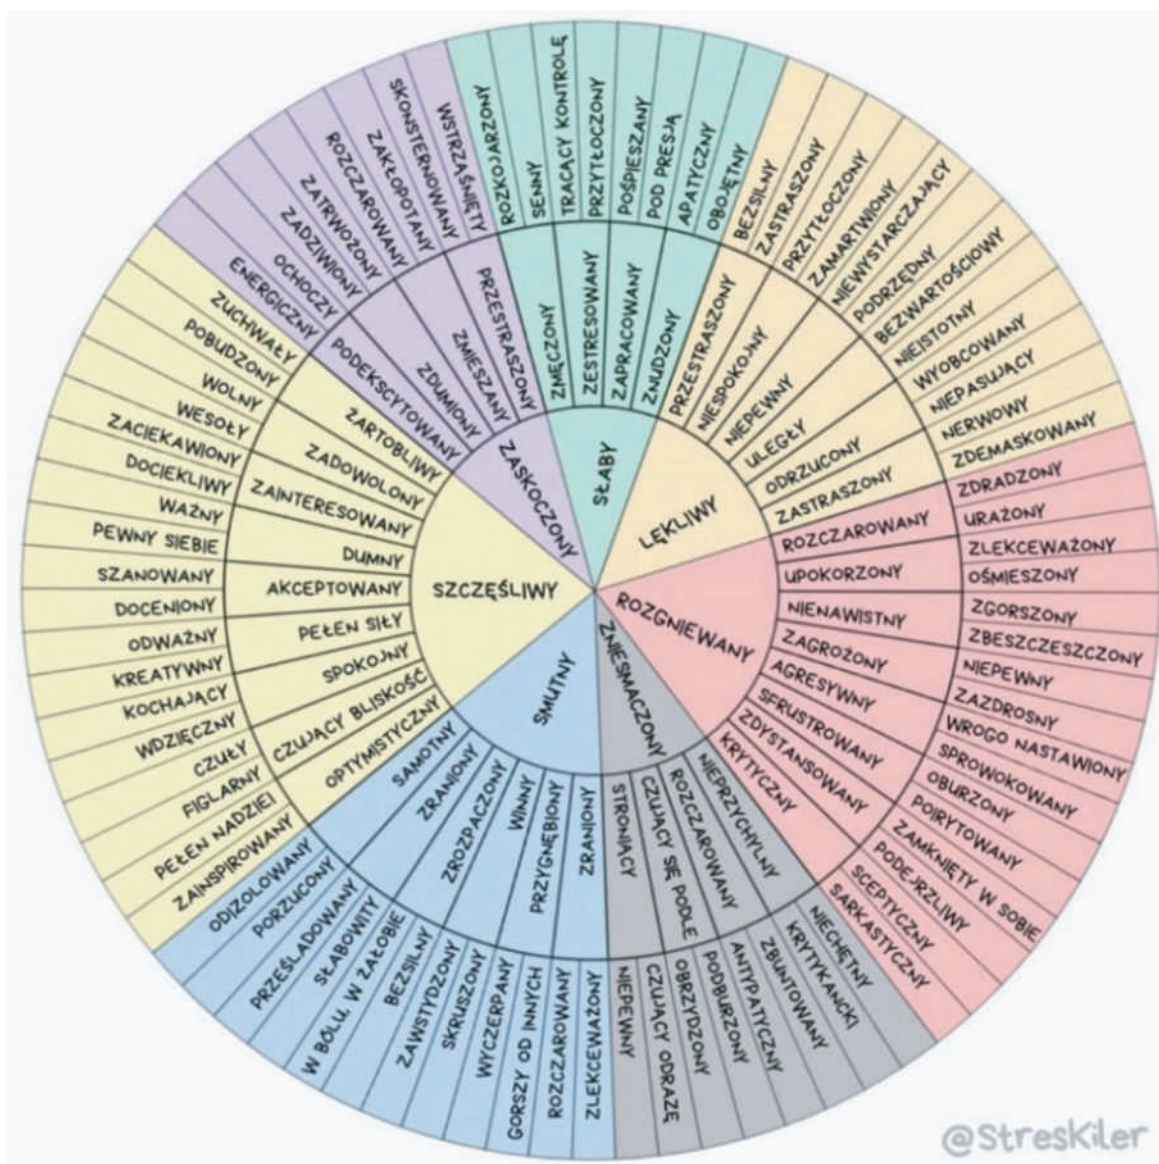 SŁABY
LĘKLIWY
ROZGNIEWANY
ZNIESMACZONY
SMUTNY
SZCZĘŚLIWY
ZASKOCZONY
ZMĘCZONY
ZESTRESOWANY
ZAPRACOWANY
ZNUDZONY
PRZESTRASZONY
NIESPOKOJNY
NIEPEWNY
ULEGŁY
ODRZUCONY
ZASTRASZONY
ROZCZAROWANY
UPOKORZONY
NIENAWISTNY
ZAGROŻONY
AGRESYWNY
SFRUSTROWANY
ZDYSTANSOWANY
KRYTYCZNY
NIEPRZYCHYLNY
ROZCZAROWANY
CZUJĄCY SIĘ PODLE
STRONIĄCY
ZRANIONY
PRZYGNĘBIONY
WINNY
ZROZPACZONY
ZRANIONY
SAMOTNY
OPTYMISTYCZNY
CZUJĄCY BLISKOŚĆ
SPOKOJNY
PEŁEN SIŁY
AKCEPTOWANY
DUMNY
ZAINTERESOWANY
ZADOWOLONY
ŻARTOBLIWY
PODEKSCYTOWANY
ZDUMIONY
ZMIESZANY
PRZESTRASZONY
ROZKOJARZONY
SENNY
TRACĄCY KONTROLĘ
PRZYTŁOCZONY
POŚPIESZANY
POD PRESJĄ
APATYCZNY
OBOJĘTNY
BEZSILNY
ZASTRASZONY
PRZYTŁOCZONY
ZAMARTWIONY
NIEWYSTARCZAJĄCY
PODRZĘDNY
BEZWARTOŚCIOWY
NIEISTOTNY
WYOBCOWANY
NIEPASUJĄCY
NERWOWY
ZDEMASKOWANY
ZDRADZONY
URAŻONY
ZLEKCEWAŻONY
OŚMIESZONY
ZGORSZONY
ZBESZCZESZCZONY
NIEPEWNY
ZAZDROSNY
WROGO NASTAWIONY
SPROWOKOWANY
OBURZONY
POIRYTOWANY
ZAMKNIĘTY W SOBIE
PODEJRZLIWY
SCEPTYCZNY
SARKASTYCZNY
NIECHĘTNY
KRYTYKANCKI
ZBUNTOWANY
ANTYPATYCZNY
PODBURZONY
OBRZYDZONY
CZUJĄCY ODRAZĘ
NIEPEWNY
ZLEKCEWAŻONY
ROZCZAROWANY
GORSZY OD INNYCH
WYCZERPANY
SKRUSZONY
ZAWSTYDZONY
BEZSILNY
W BÓLU, W ŻAŁOBIE
SŁABOWITY
PRZEŚLADOWANY
PORZUCONY
ODIZOLOWANY
ZAINSPIROWANY
PEŁEN NADZIEI
FIGLARNY
CZUŁY
WDZIĘCZNY
KOCHAJĄCY
KREATYWNY
ODWAŻNY
DOCENIONY
SZANOWANY
PEWNY SIEBIE
WAŻNY
DOCIEKLIWY
ZACIEKAWIONY
WESOŁY
WOLNY
POBUDZONY
ZUCHWAŁY
ENERGICZNY
OCHOCZY
ZADZIWIONY
ZATRWOŻONY
ROZCZAROWANY
ZAKŁOPOTANY
SKONSTERNOWANY
WSTRZĄŚNIĘTY
@StresKiler